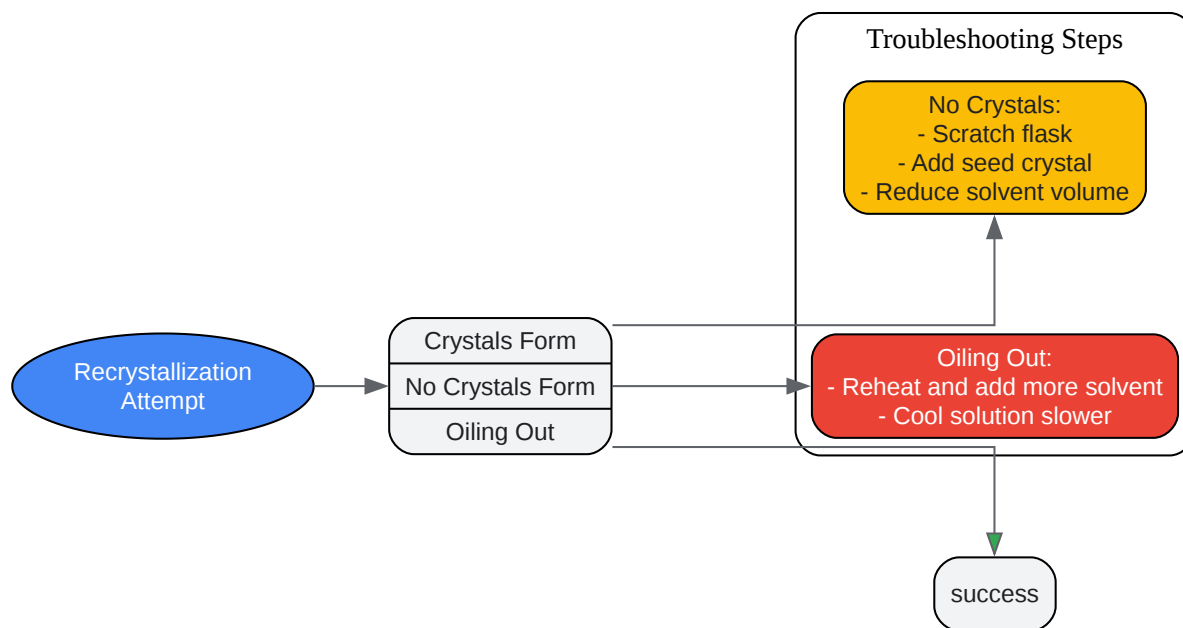 Troubleshooting Steps
No Crystals:
- Scratch flask
- Add seed crystal
- Reduce solvent volume
Recrystallization
Attempt
Crystals Form
No Crystals Form
Oiling Out
Oiling Out:
- Reheat and add more solvent
- Cool solution slower
success